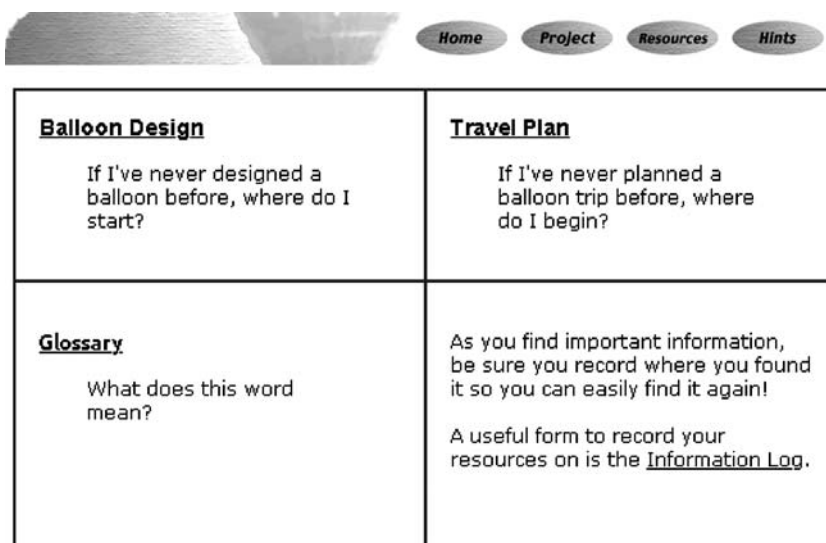 Home Project Resources Hints
Balloon Design
If I've never designed a
balloon before, where do I
start?
Travel Plan
If I've never planned a
balloon trip before, where
do I begin?
Glossary
What does this word
mean?
As you find important information,
be sure you record where you found
it so you can easily find it again!
A useful form to record your
resources on is the Information Log.